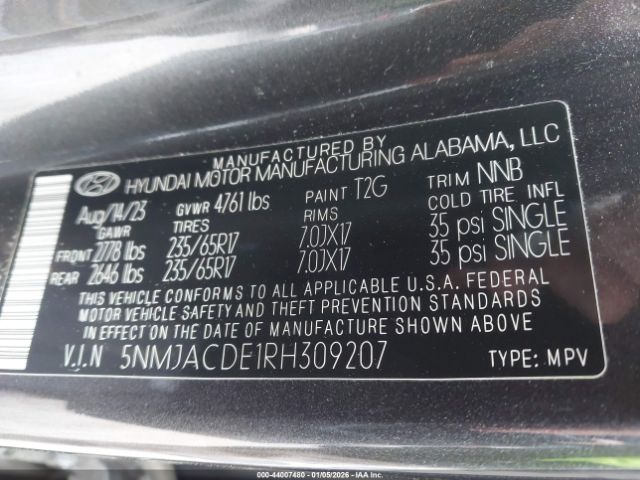 MANUFACTURED BY
HYUNDAI MOTOR MANUFACTURING ALABAMA, LLC
Aug/14/23 GVWR 4761 lbs PAINT T2G TRIM NNB
GAWR TIRES RIMS COLD TIRE INFL
FRONT 2778 lbs 235/65R17 7.0JX17 35 psi SINGLE
REAR 2646 lbs 235/65R17 7.0JX17 35 psi SINGLE
THIS VEHICLE CONFORMS TO ALL APPLICABLE U.S.A. FEDERAL
MOTOR VEHICLE SAFETY AND THEFT PREVENTION STANDARDS
IN EFFECT ON THE DATE OF MANUFACTURE SHOWN ABOVE.
V.I.N 5NMJACDE1RH309207 TYPE: MPV
000-44007480 - 01/05/2026 - IAA Inc.